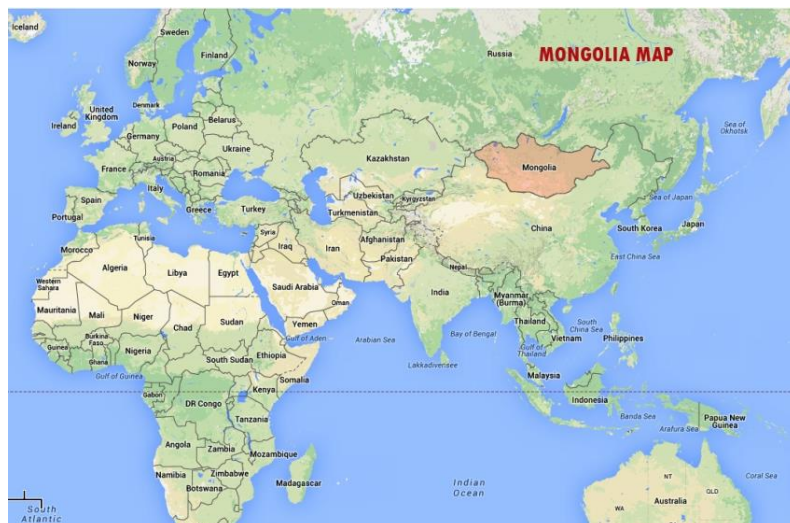 Iceland
Sweden
Finland
Russia
MONGOLIA MAP
Norway
Sea of
Okhotsk
United
Kingdom
Denmark
Ireland
Belarus
Poland
Germany
Ukraine
Kazakhstan
Austria
France
Mongolia
Romania
Italy
Uzbekistan
Kyrgyzstan
Sea of Japan
Spain
Greece
Turkey
Turkmenistan
Portugal
Japan
South Korea
China
Syria
Tunisia
Afghanistan
Morocco
Iraq
Iran
East China Sea
Pakistan
Algeria
Libya
Egypt
Nepal
Western
Sahara
Saudi Arabia
India
Myanmar
(Burma)
Oman
Mauritania
Mali
Niger
Sudan
Thailand
South
China Sea
Chad
Yemen
Arabian Sea
Bay of Bengal
Vietnam
Philippines
Burkina
Faso
Gulf of Aden
Guinea
Nigeria
Ethiopia
Gulf of
Thailand
Ghana
South Sudan
Lakkadivensee
Gulf of Guinea
Somalia
Malaysia
Gabon
Kenya
DR Congo
Indonesia
Tanzania
Banda Sea
Papua New
Guinea
Arafura Sea
Angola
Zambia
Mozambique
Namibia
Zimbabwe
Madagascar
Botswana
Indian
Ocean
NT
Coral Sea
QLD
Australia
WA
South
Atlantic